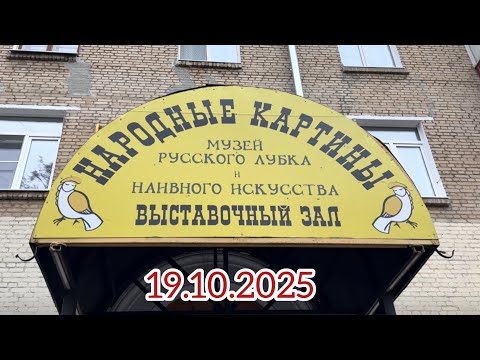 НАРОДНЫЕ КАРТИНЫ
МУЗЕЙ
РУССКОГО ЛУБКА
И
НАИВНОГО ИСКУССТВА
ВЫСТАВОЧНЫЙ ЗАЛ
19.10.2025